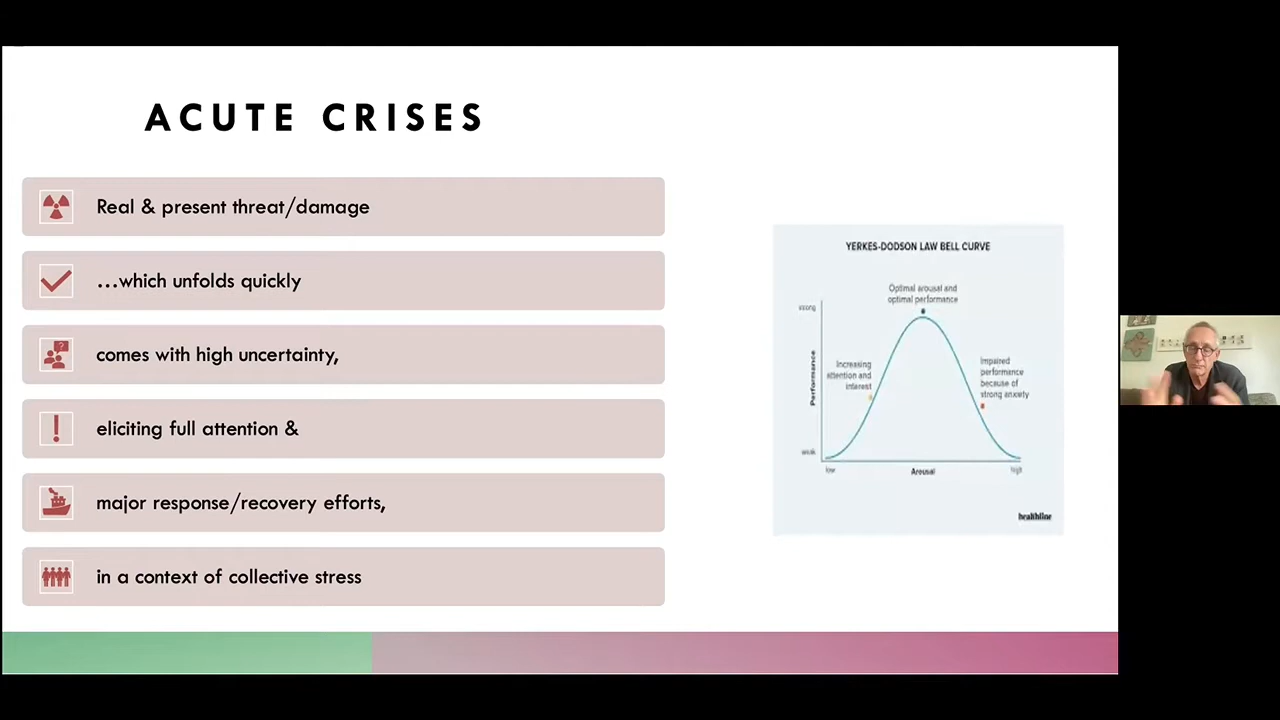 ACUTE CRISES
Real & present threat/damage
...which unfolds quickly
comes with high uncertainty,
eliciting full attention &
major response/recovery efforts,
in a context of collective stress
YERKES-DODSON LAW BELL CURVE
Optimal arousal and
optimal performance
strong
Increasing
attention and
interest
Impaired
performance
because of
strong anxiety
Performance
weak
low
Arousal
high
healthline